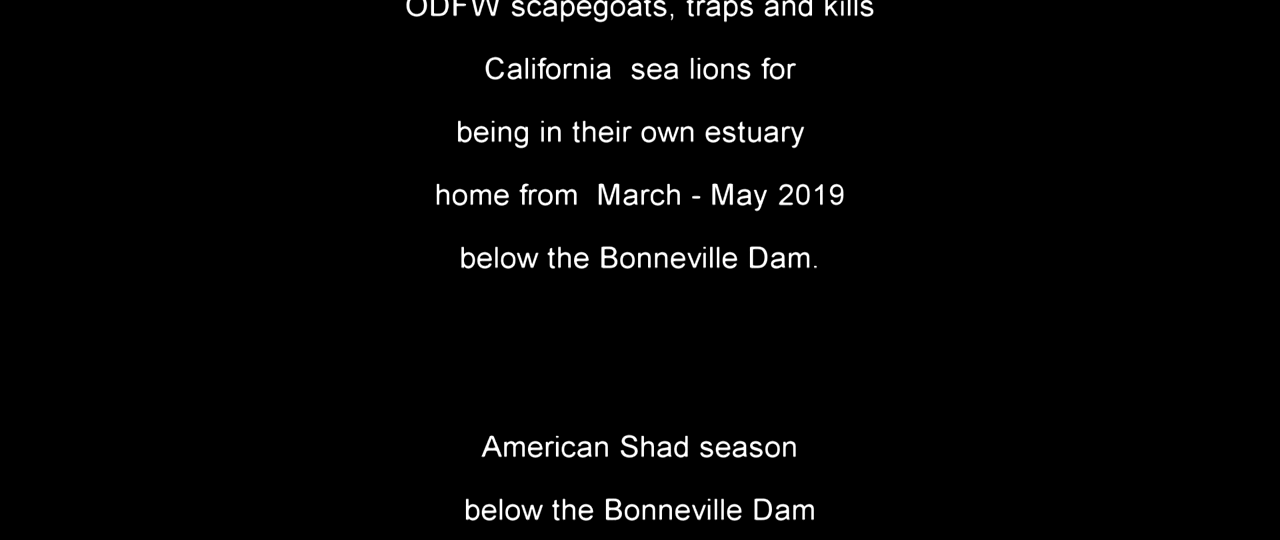 ODFW scapegoats, traps and kills
California  sea lions for
being in their own estuary
home from  March - May 2019
below the Bonneville Dam.
American Shad season
below the Bonneville Dam